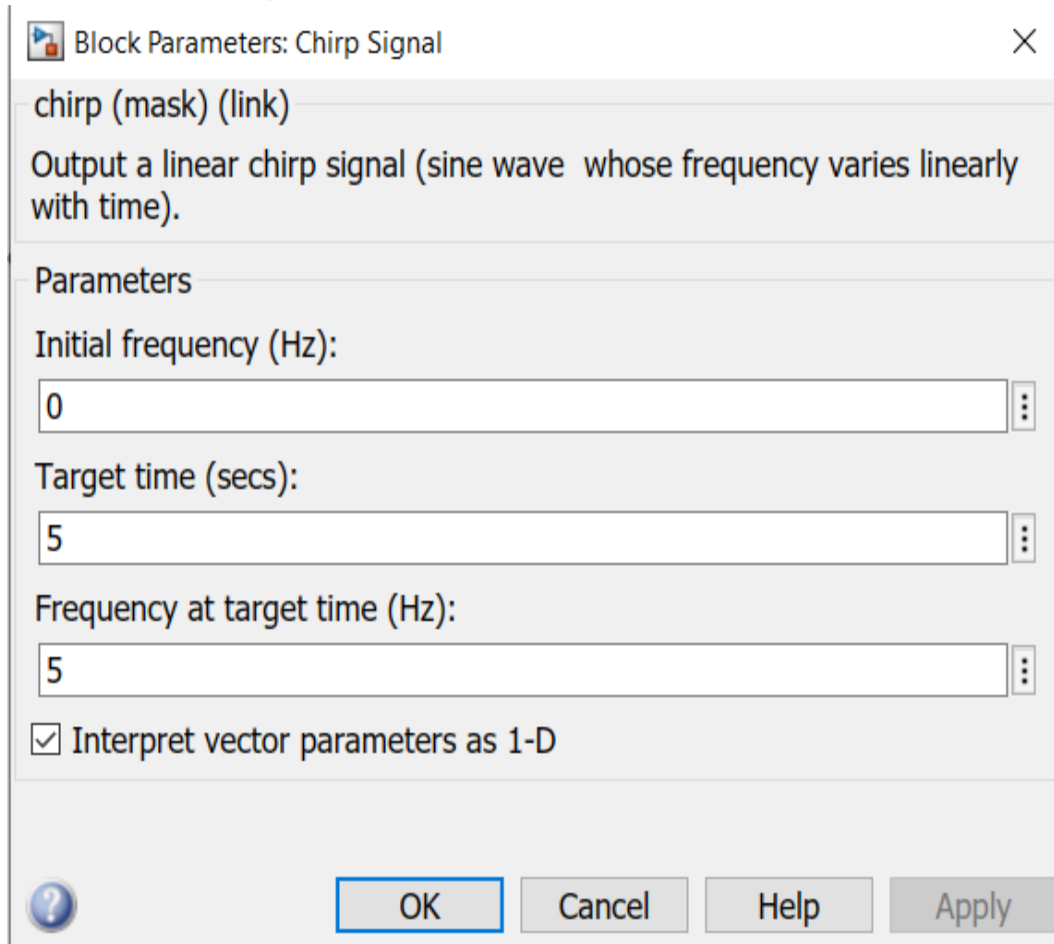 Block Parameters: Chirp Signal
chirp (mask) (link)
Output a linear chirp signal (sine wave  whose frequency varies linearly
with time).
Parameters
Initial frequency (Hz):
0
Target time (secs):
5
Frequency at target time (Hz):
5
Interpret vector parameters as 1-D
?
OK Cancel Help Apply